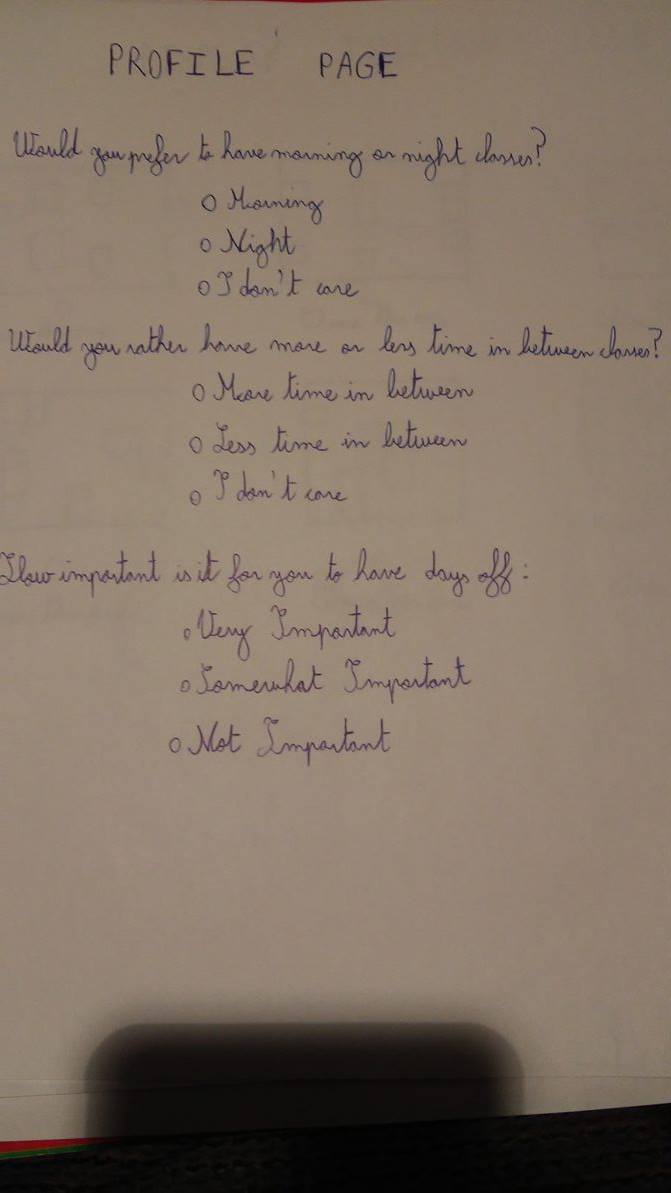 PROFILE PAGE
Would you prefer to have morning or night classes?
o Morning
o Night
o I don't care
Would you rather have more or less time in between classes?
o More time in between
o Less time in between
o I don't care
How important is it for you to have days off:
o Very Important
o Somewhat Important
o Not Important